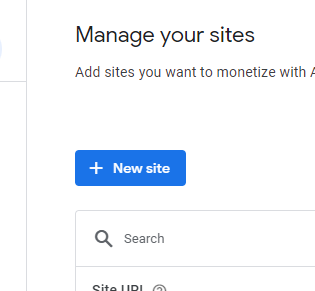 Manage your sites
Add sites you want to monetize with
New site
Search
Site URL